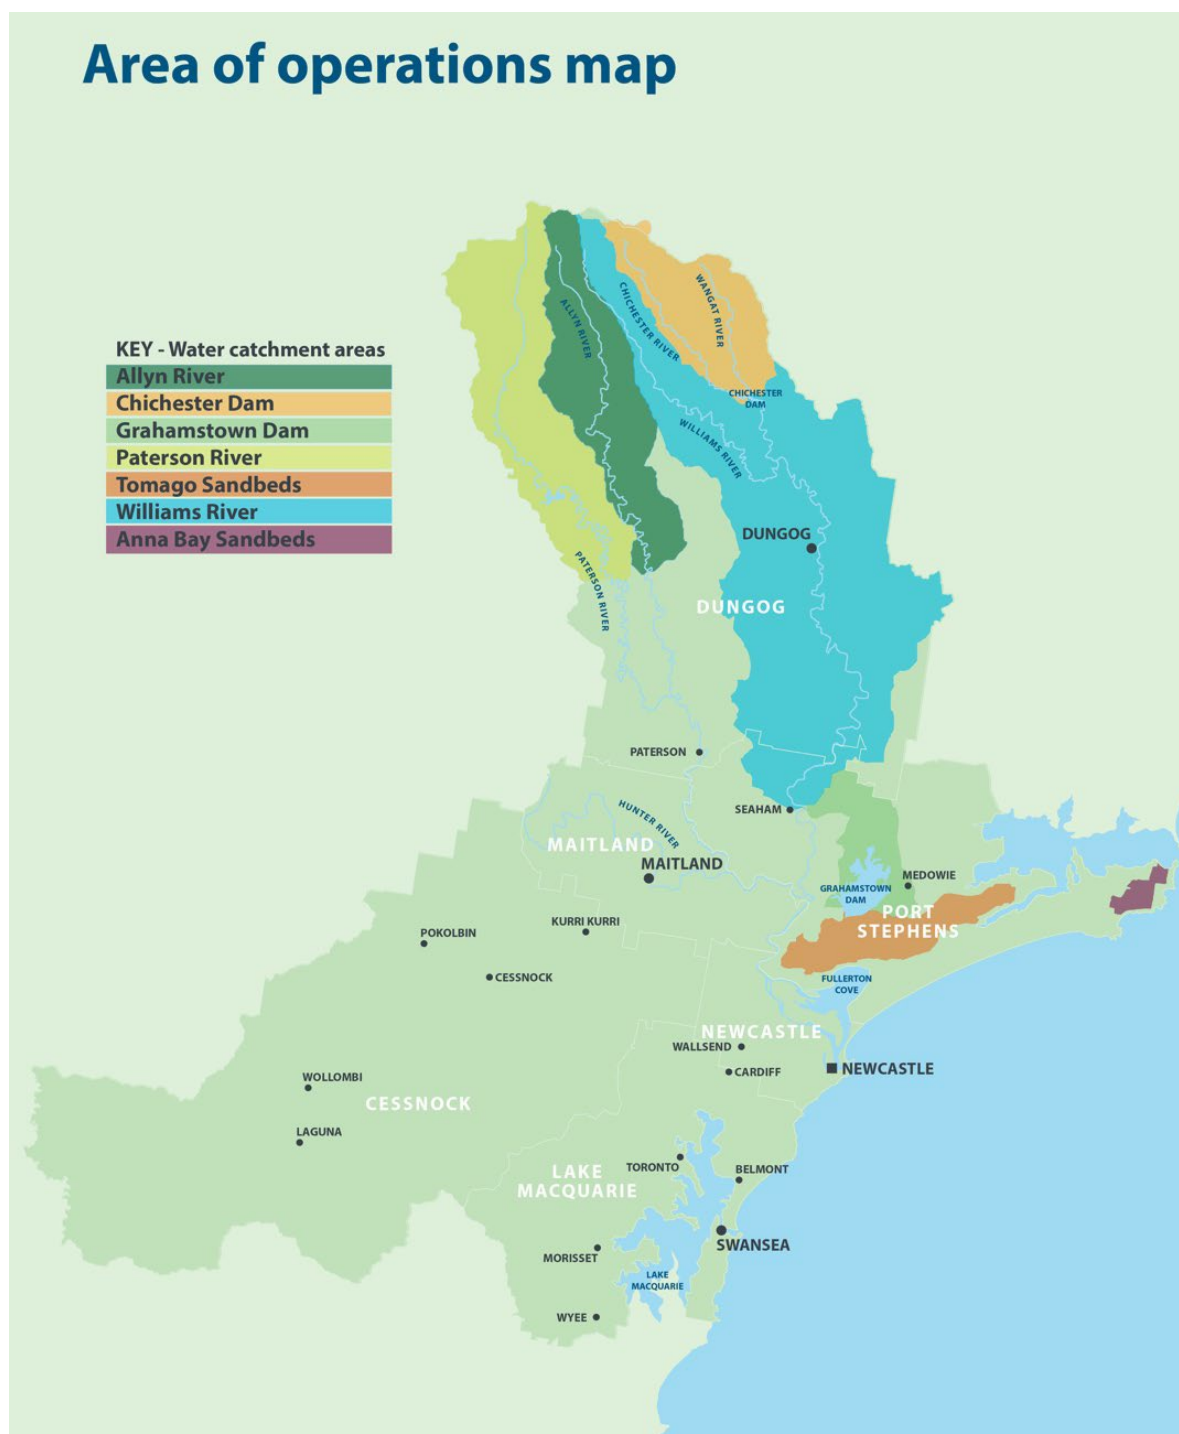 Area of operations map
KEY - Water catchment areas
Allyn River
Chichester Dam
Grahamstown Dam
Paterson River
Tomago Sandbeds
Williams River
Anna Bay Sandbeds
ALLYN RIVER
CHICHESTER RIVER
WANGAT RIVER
CHICHESTER
DAM
WILLIAMS RIVER
DUNGOG
PATERSON RIVER
DUNGOG
PATERSON
SEAHAM
HUNTER RIVER
MAITLAND
MAITLAND
GRAHAMSTOWN
DAM
MEDOWIE
PORT
STEPHENS
KURRI KURRI
POKOLBIN
CESSNOCK
FULLERTON
COVE
NEWCASTLE
WALLSEND
CARDIFF
NEWCASTLE
WOLLOMBI
CESSNOCK
LAGUNA
TORONTO
BELMONT
LAKE
MACQUARIE
SWANSEA
MORISSET
LAKE
MACQUARIE
WYEE